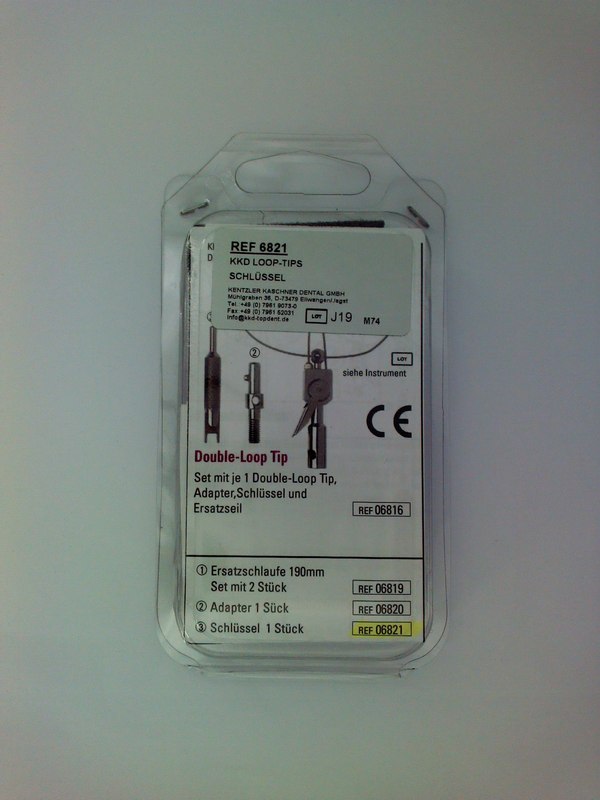 REF 6821
KKD LOOP-TIPS
SCHLÜSSEL
KENTZLER KASCHNER DENTAL GMBH
Mühlgraben 36, D-73479 Ellwangen/Jagst
Tel. +49 (0) 7961 9073-0
Fax +49 (0) 7961 52031
info@kkd-topdent.de
LOT J19 M74
②
LOT
siehe Instrument
CE
Double-Loop Tip
Set mit je 1 Double-Loop Tip,
Adapter,Schlüssel und
Ersatzseil REF 06816
① Ersatzschlaufe 190mm
Set mit 2 Stück REF 06819
② Adapter 1 Sück REF 06820
③ Schlüssel 1 Stück REF 06821